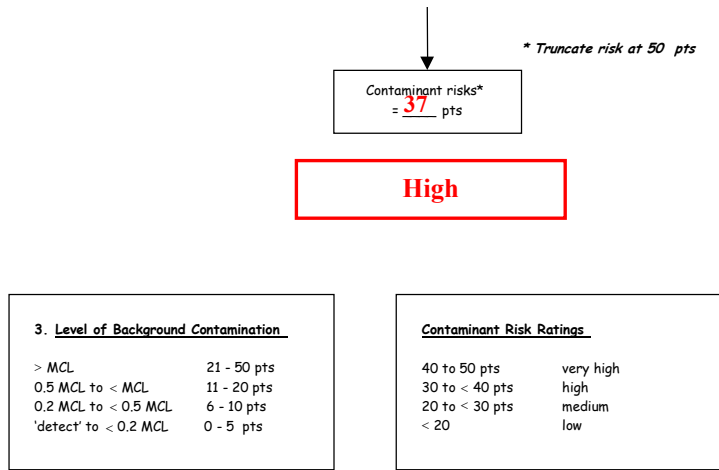 * Truncate risk at 50 pts
Contaminant risks*
= 37 pts
High
3. Level of Background Contamination
> MCL 21 - 50 pts
0.5 MCL to < MCL 11 - 20 pts
0.2 MCL to < 0.5 MCL 6 - 10 pts
'detect' to < 0.2 MCL 0 - 5 pts
Contaminant Risk Ratings
40 to 50 pts very high
30 to < 40 pts high
20 to < 30 pts medium
< 20 low